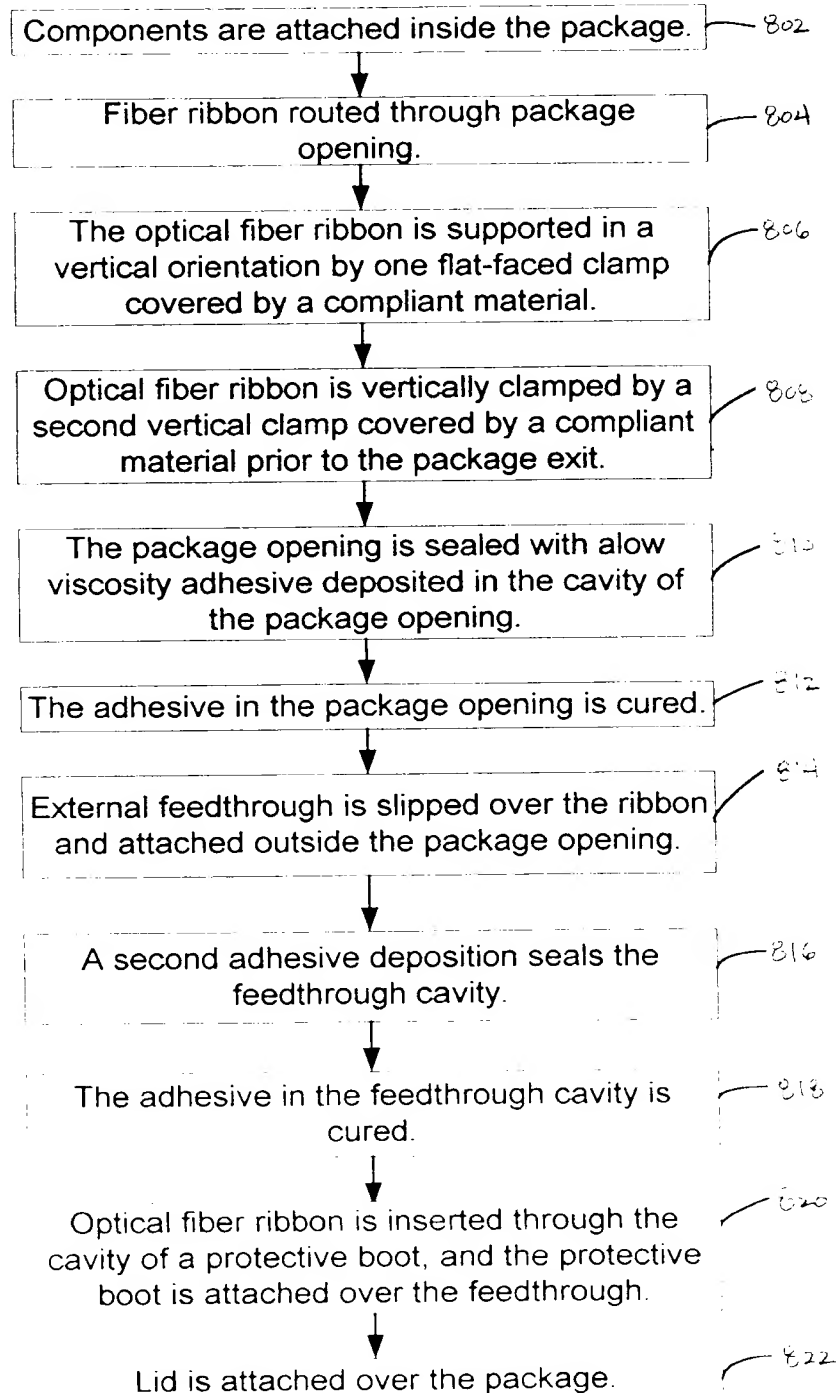 Components are attached inside the package.
802
Fiber ribbon routed through package
opening.
804
The optical fiber ribbon is supported in a
vertical orientation by one flat-faced clamp
covered by a compliant material.
806
Optical fiber ribbon is vertically clamped by a
second vertical clamp covered by a compliant
material prior to the package exit.
808
The package opening is sealed with alow
viscosity adhesive deposited in the cavity of
the package opening.
810
The adhesive in the package opening is cured.
812
External feedthrough is slipped over the ribbon
and attached outside the package opening.
814
A second adhesive deposition seals the
feedthrough cavity.
816
The adhesive in the feedthrough cavity is
cured.
818
Optical fiber ribbon is inserted through the
cavity of a protective boot, and the protective
boot is attached over the feedthrough.
820
Lid is attached over the package.
822